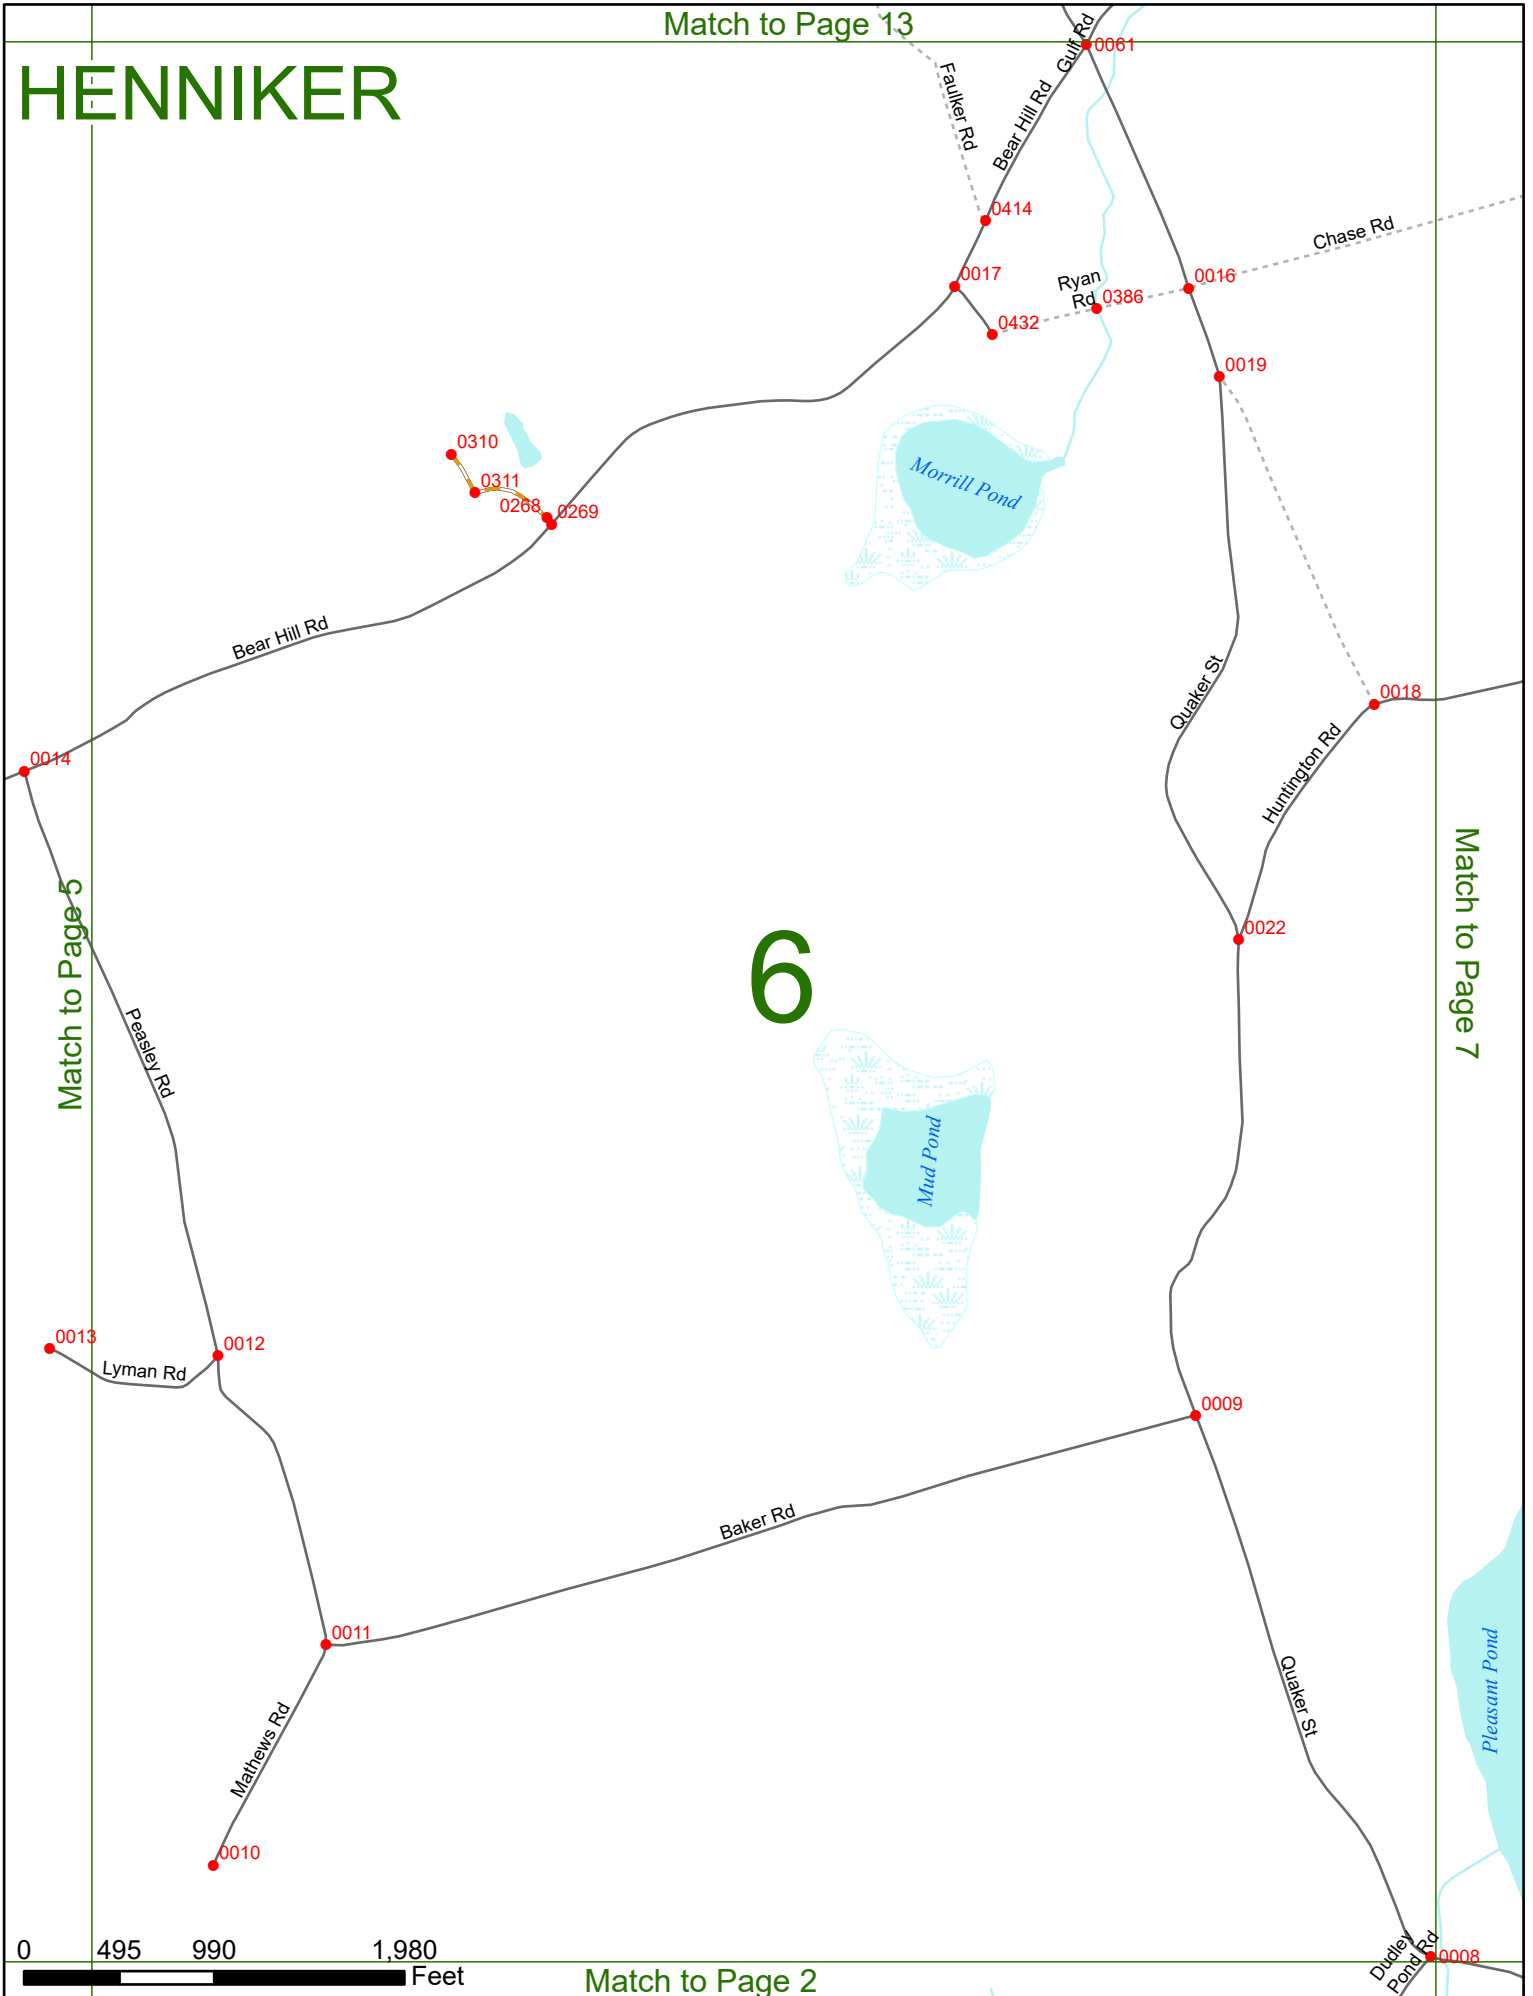 Match to Page 13
HENNIKER
Gulf Rd
0061
Faulker Rd
Bear Hill Rd
0414
Chase Rd
0017
Ryan
Rd
0386
0016
0432
0019
0310
0311
0268
0269
Morrill Pond
Bear Hill Rd
Quaker St
0018
Huntington Rd
0014
Match to Page 5
Match to Page 7
0022
6
Peasley Rd
Mud Pond
0013
0012
Lyman Rd
0009
Baker Rd
0011
Mathews Rd
Quaker St
Pleasant Pond
0010
Dudley
Pond Rd
0008
0 495 990 1,980
Feet
Match to Page 2